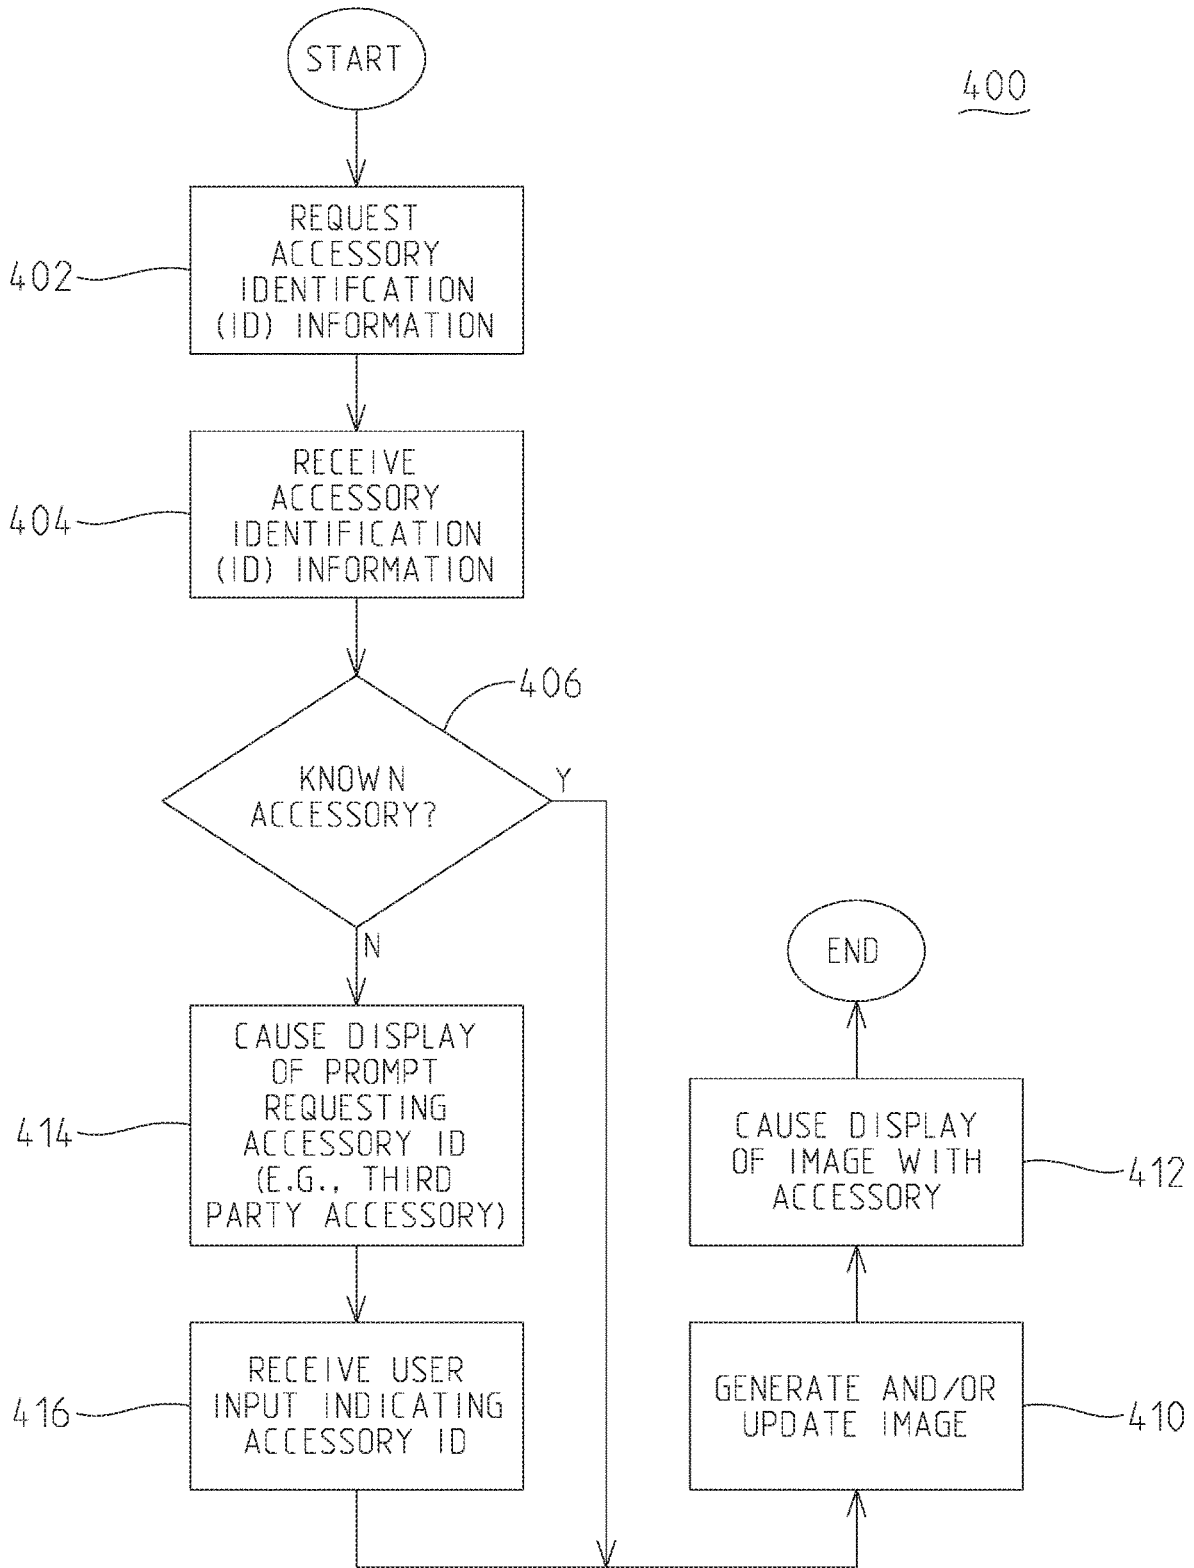 START
400
REQUEST
ACCESSORY
IDENTIFCATION
(ID) INFORMATION
402
RECEIVE
ACCESSORY
IDENTIFICATION
(ID) INFORMATION
404
406
KNOWN
ACCESSORY?
Y
N
CAUSE DISPLAY
OF PROMPT
REQUESTING
ACCESSORY ID
(E.G., THIRD
PARTY ACCESSORY)
414
RECEIVE USER
INPUT INDICATING
ACCESSORY ID
416
END
CAUSE DISPLAY
OF IMAGE WITH
ACCESSORY
412
GENERATE AND/OR
UPDATE IMAGE
410